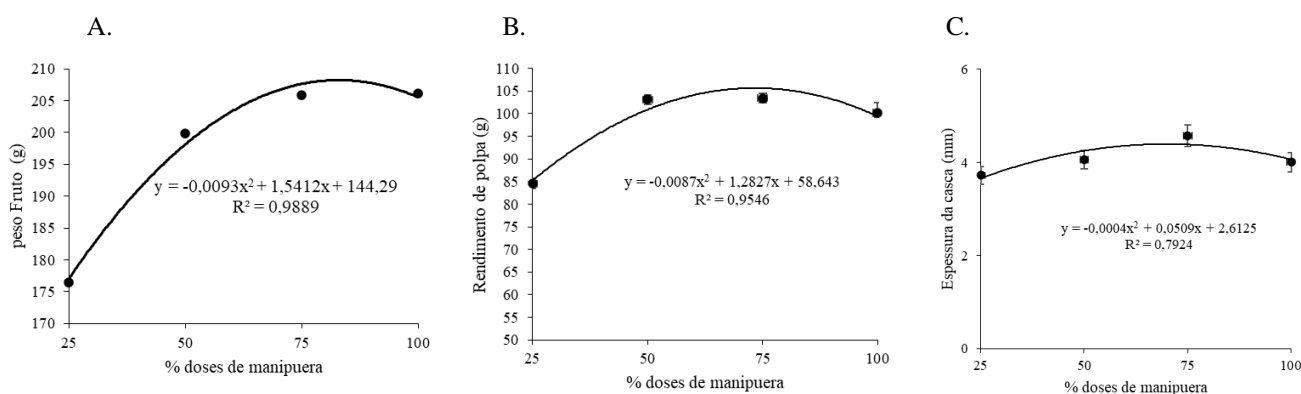 A.
peso Fruto (g)
210
205
200
195
190
185
180
175
170
y = -0,0093x² + 1,5412x + 144,29
R² = 0,9889
25 50 75 100
% doses de manipuera
B.
Rendimento de polpa (g)
115
110
105
100
95
90
85
80
75
70
65
60
55
50
y = -0,0087x² + 1,2827x + 58,643
R² = 0,9546
25 50 75 100
% doses de manipuera
C.
Espessura da casca (mm)
6
4
2
0
y = -0,0004x² + 0,0509x + 2,6125
R² = 0,7924
25 50 75 100
% doses de manipuera